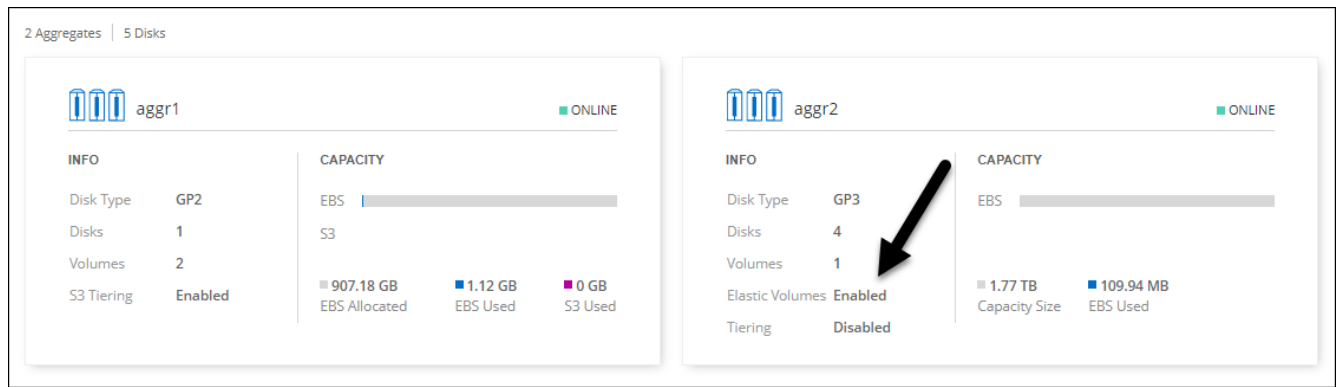 2 Aggregates | 5 Disks
aggr1
ONLINE
INFO
CAPACITY
Disk Type GP2
EBS
Disks 1
S3
Volumes 2
S3 Tiering Enabled
907.18 GB 1.12 GB 0 GB
EBS Allocated EBS Used S3 Used
aggr2
ONLINE
INFO
CAPACITY
Disk Type GP3
EBS
Disks 4
Volumes 1
Elastic Volumes Enabled
Tiering Disabled
1.77 TB 109.94 MB
Capacity Size EBS Used